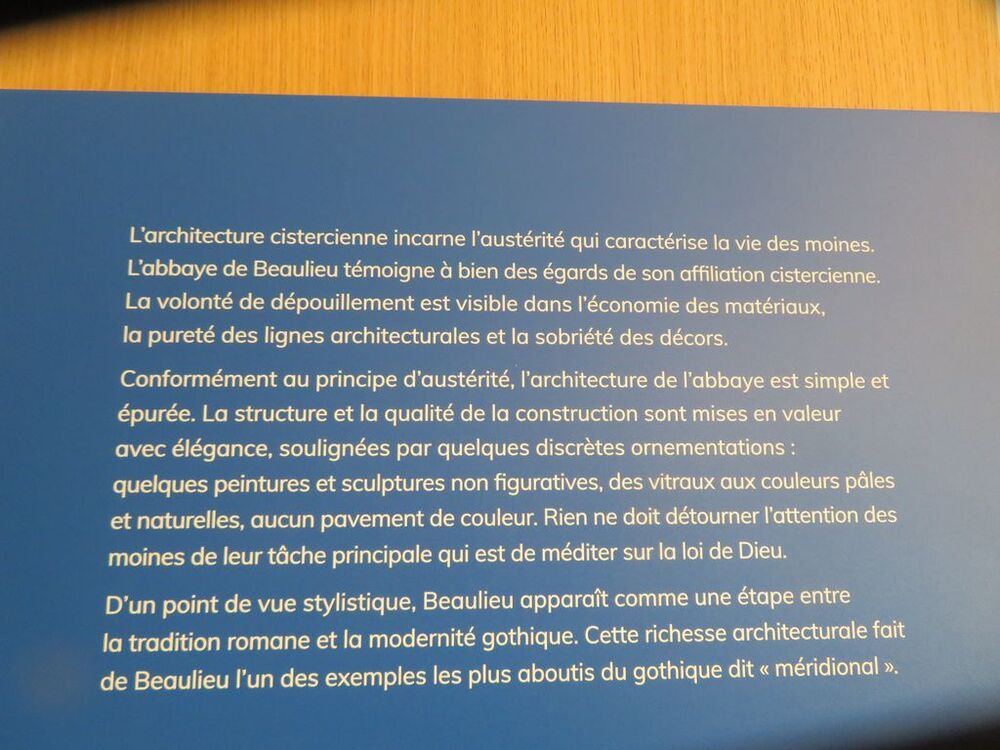 L'architecture cistercienne incarne l'austérité qui caractérise la vie des moines.
L'abbaye de Beaulieu témoigne à bien des égards de son affiliation cistercienne.
La volonté de dépouillement est visible dans l'économie des matériaux,
la pureté des lignes architecturales et la sobriété des décors.
Conformément au principe d'austérité, l'architecture de l'abbaye est simple et
épurée. La structure et la qualité de la construction sont mises en valeur
avec élégance, soulignées par quelques discrètes ornementations :
quelques peintures et sculptures non figuratives, des vitraux aux couleurs pâles
et naturelles, aucun pavement de couleur. Rien ne doit détourner l'attention des
moines de leur tâche principale qui est de méditer sur la loi de Dieu.
D'un point de vue stylistique, Beaulieu apparaît comme une étape entre
la tradition romane et la modernité gothique. Cette richesse architecturale fait
de Beaulieu l'un des exemples les plus aboutis du gothique dit « méridional ».